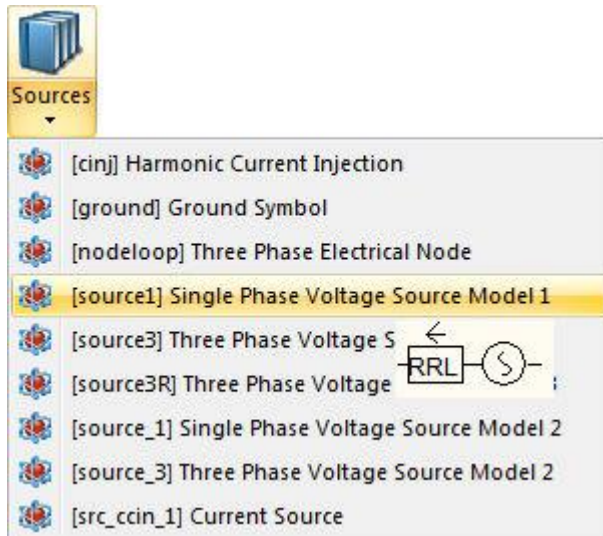 Sources
[cinj] Harmonic Current Injection
[ground] Ground Symbol
[nodeloop] Three Phase Electrical Node
[source1] Single Phase Voltage Source Model 1
[source3] Three Phase Voltage S
[source3R] Three Phase Voltage
RRL
[source_1] Single Phase Voltage Source Model 2
[source_3] Three Phase Voltage Source Model 2
[src_ccin_1] Current Source